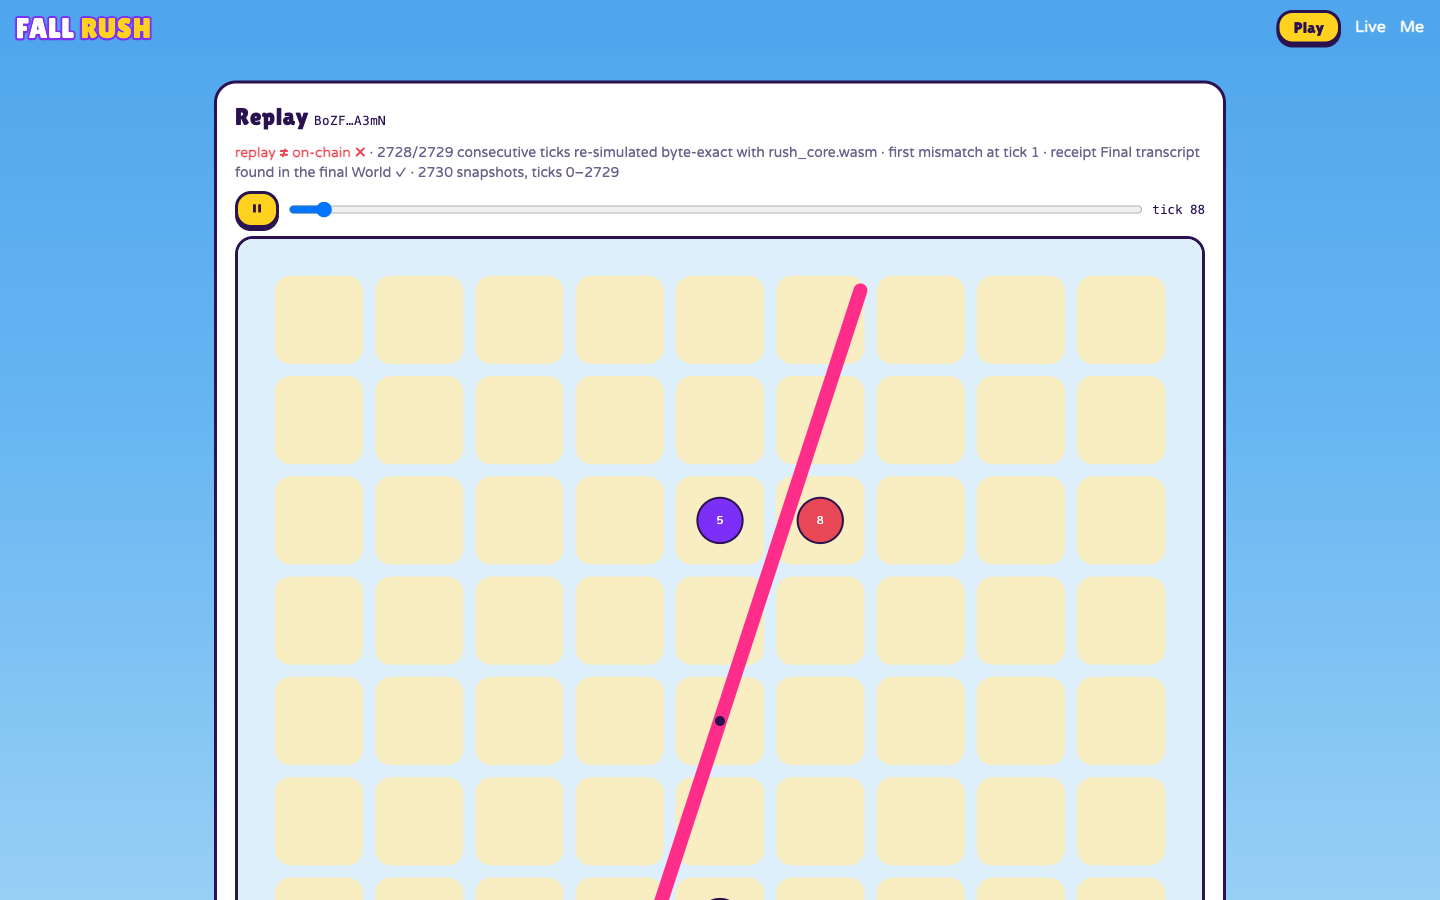 FALL RUSH
Play Live Me
Replay BoZF…A3mN
replay ≠ on-chain ✕ · 2728/2729 consecutive ticks re-simulated byte-exact with rush_core.wasm · first mismatch at tick 1 · receipt Final transcript
found in the final World ✓ · 2730 snapshots, ticks 0–2729
tick 88
5
8